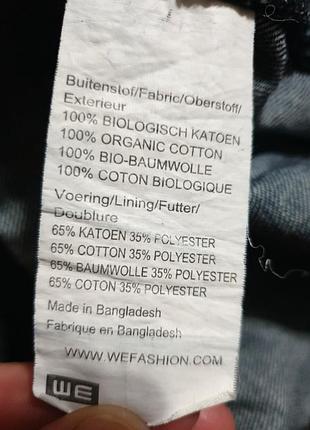 Buitenstof/Fabric/Oberstoff/
Exterieur
100% BIOLOGISCH KATOEN
100% ORGANIC COTTON
100% BIO-BAUMWOLLE
100% COTON BIOLOGIQUE
Voering/Lining/Futter/
Doublure
65% KATOEN 35% POLYESTER
65% COTTON 35% POLYESTER
65% BAUMWOLLE 35% POLYESTER
65% COTON 35% POLYESTER
Made in Bangladesh
Fabrique en Bangladesh
WWW.WEFASHION.COM
WE